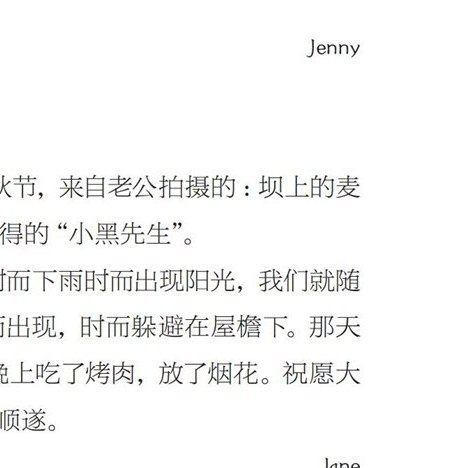 Jenny
秋节，来自老公拍摄的：坝上的麦
得的“小黑先生”。
时而下雨时而出现阳光，我们就随
而出现，时而躲避在屋檐下。那天
晚上吃了烤肉，放了烟花。祝愿大
顺遂。
Jane